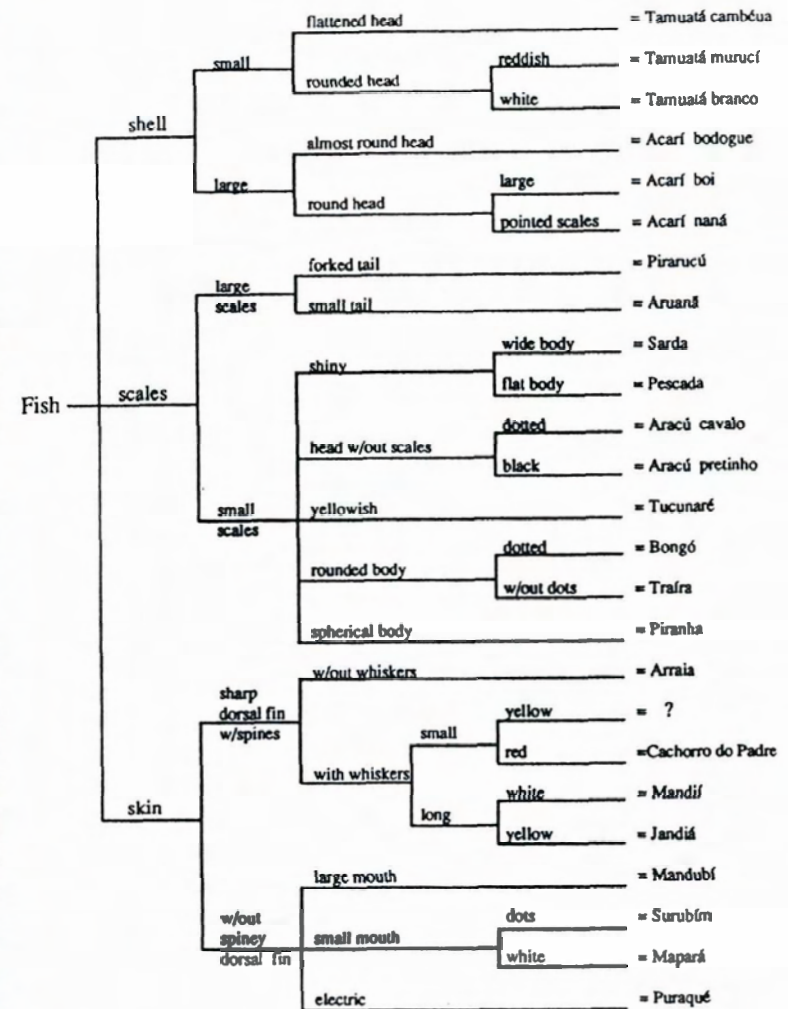 flattened head
= Tamuatá cambéua
small
reddish
= Tamuatá murucí
rounded head
white
= Tamuatá branco
shell
almost round head
= Acarí bodogue
large
large
= Acarí boi
round head
pointed scales
= Acarí naná
forked tail
= Pirarucú
large
scales
small tail
= Aruanã
wide body
= Sarda
shiny
flat body
= Pescada
Fish
scales
dotted
= Aracú cavalo
head w/out scales
black
= Aracú pretinho
small
scales
yellowish
= Tucunaré
dotted
= Bongó
rounded body
w/out dots
= Traíra
spherical body
= Piranha
w/out whiskers
= Arraia
sharp
dorsal fin
w/spines
yellow
= ?
small
red
=Cachorro do Padre
with whiskers
white
= Mandií
skin
long
yellow
= Jandiá
large mouth
= Mandubí
w/out
spiney
dorsal fin
dots
= Surubím
small mouth
white
= Mapará
electric
= Puraqué